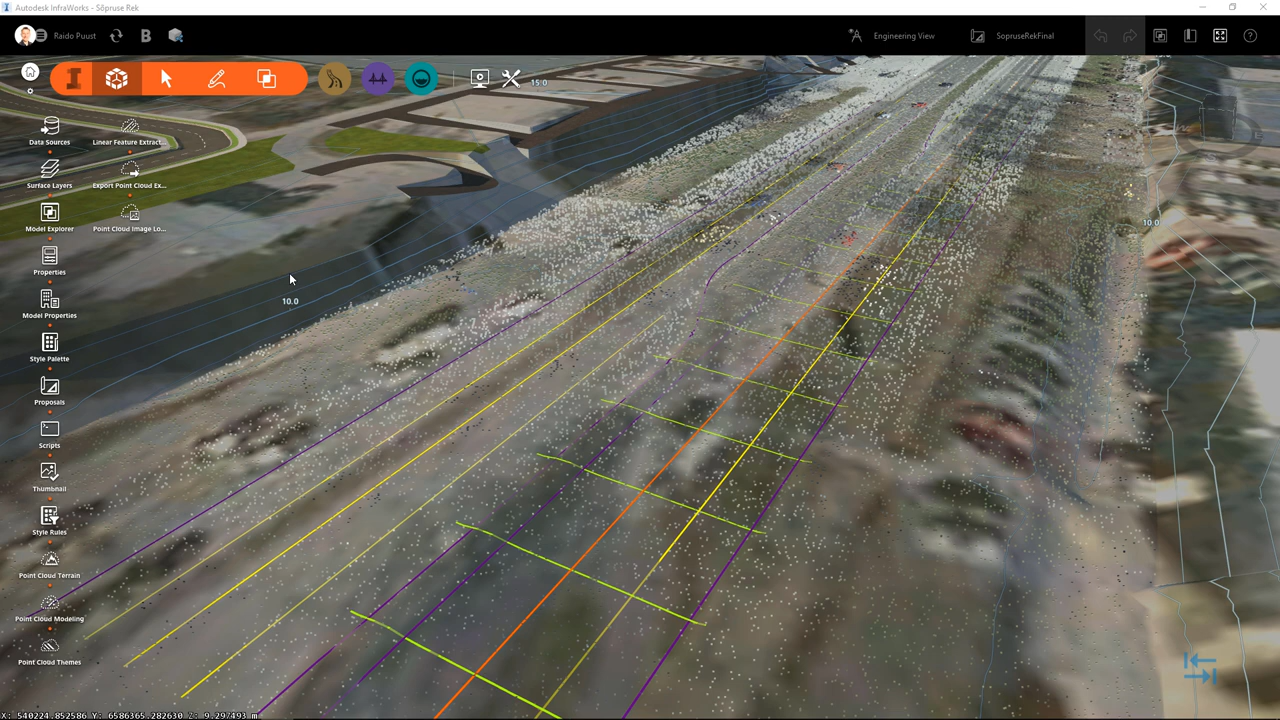 Autodesk InfraWorks - Sõpruse Rek
Raido Puust
B
Engineering View
SopruseRekFinal
15.0
Data Sources
Linear Feature Extract...
Surface Layers
Export Point Cloud Ex...
Model Explorer
Point Cloud Image Lo...
10.0
Properties
10.0
Model Properties
Style Palette
Proposals
Scripts
Thumbnail
Style Rules
Point Cloud Terrain
Point Cloud Modeling
Point Cloud Themes
X: 540224.852586 Y: 6586365.282630 Z: 9.297493 m